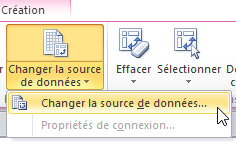 Création
Changer la source
de données
Effacer
Sélectionner
Changer la source de données...
Propriétés de connexion...